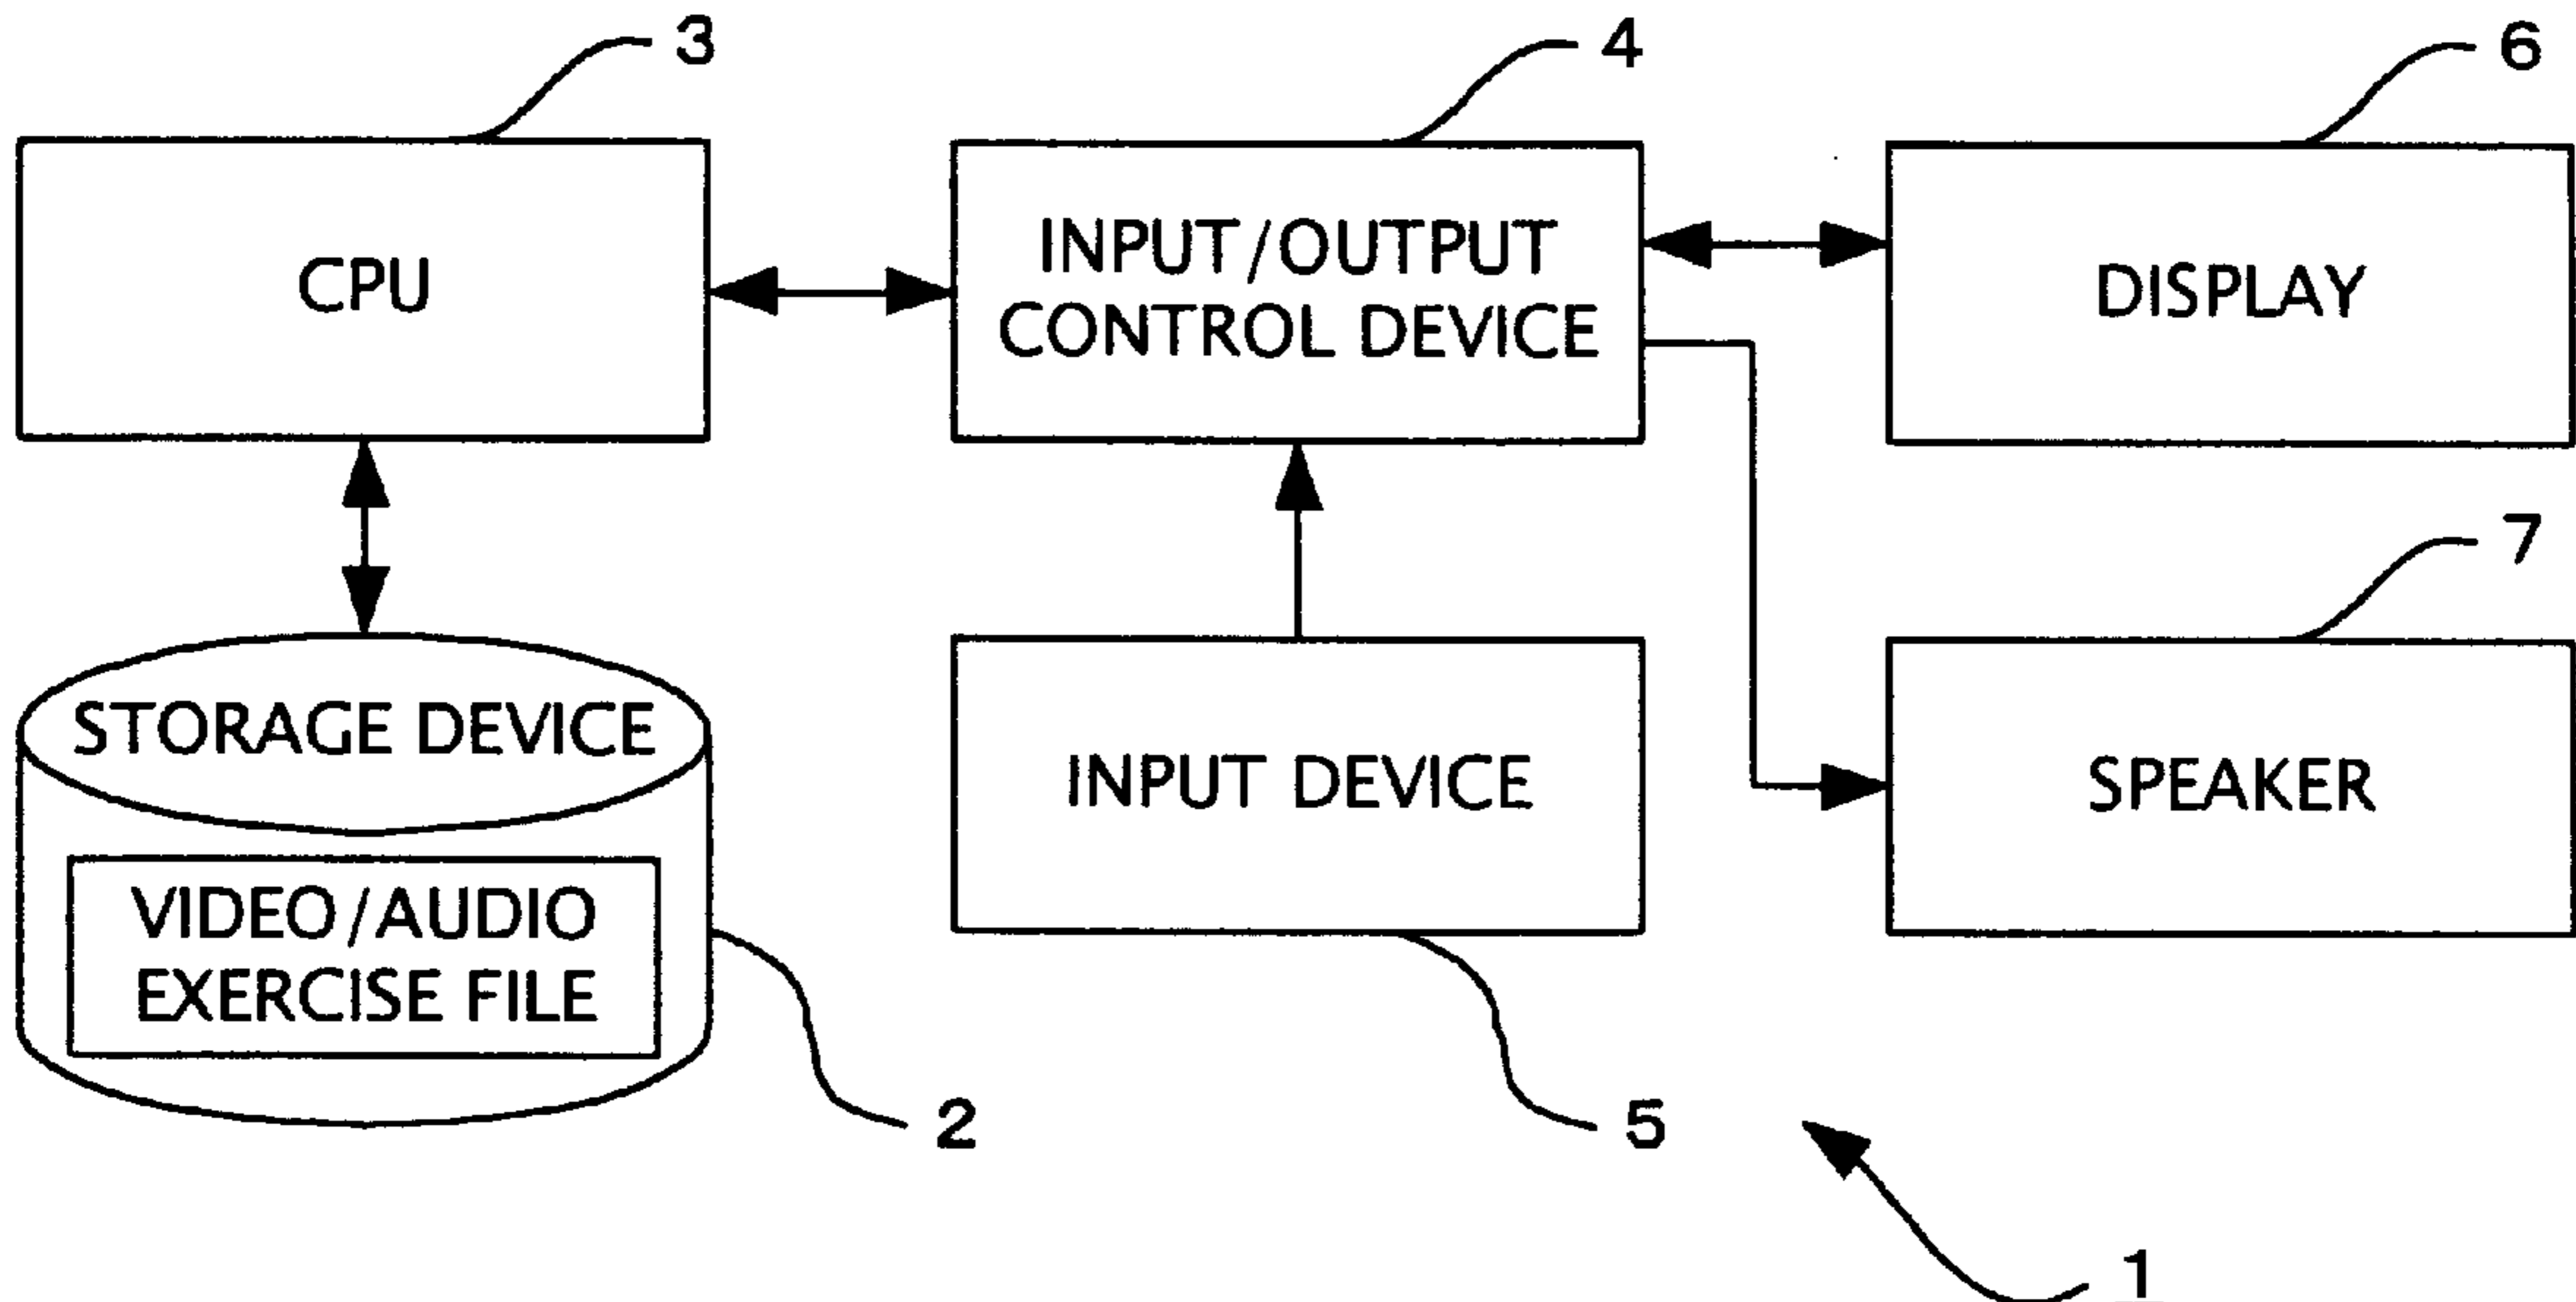 3
4
6
CPU
INPUT/OUTPUT
CONTROL DEVICE
DISPLAY
7
STORAGE DEVICE
INPUT DEVICE
SPEAKER
VIDEO/AUDIO
EXERCISE FILE
2
5
1